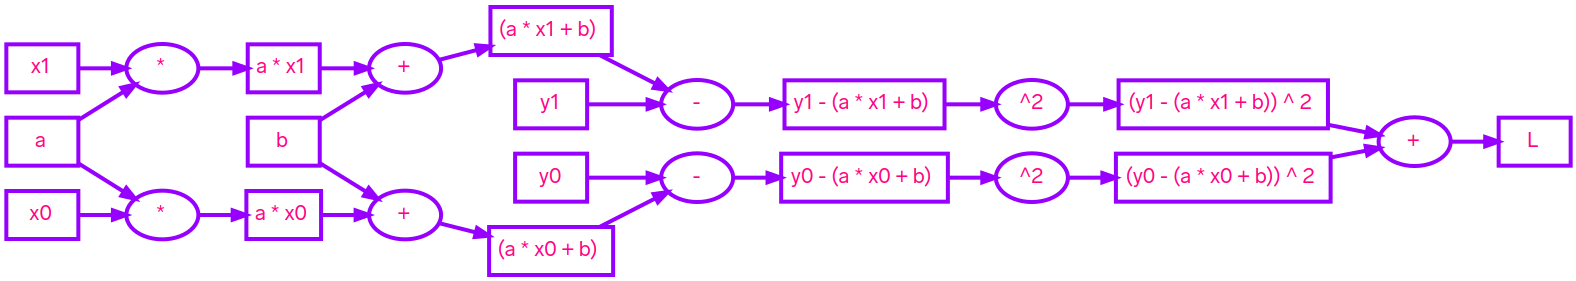 (a * x1 + b)
x1
*
a * x1
+
y1
-
y1 - (a * x1 + b)
^2
(y1 - (a * x1 + b)) ^ 2
a
b
+
L
y0
-
y0 - (a * x0 + b)
^2
(y0 - (a * x0 + b)) ^ 2
x0
*
a * x0
+
(a * x0 + b)